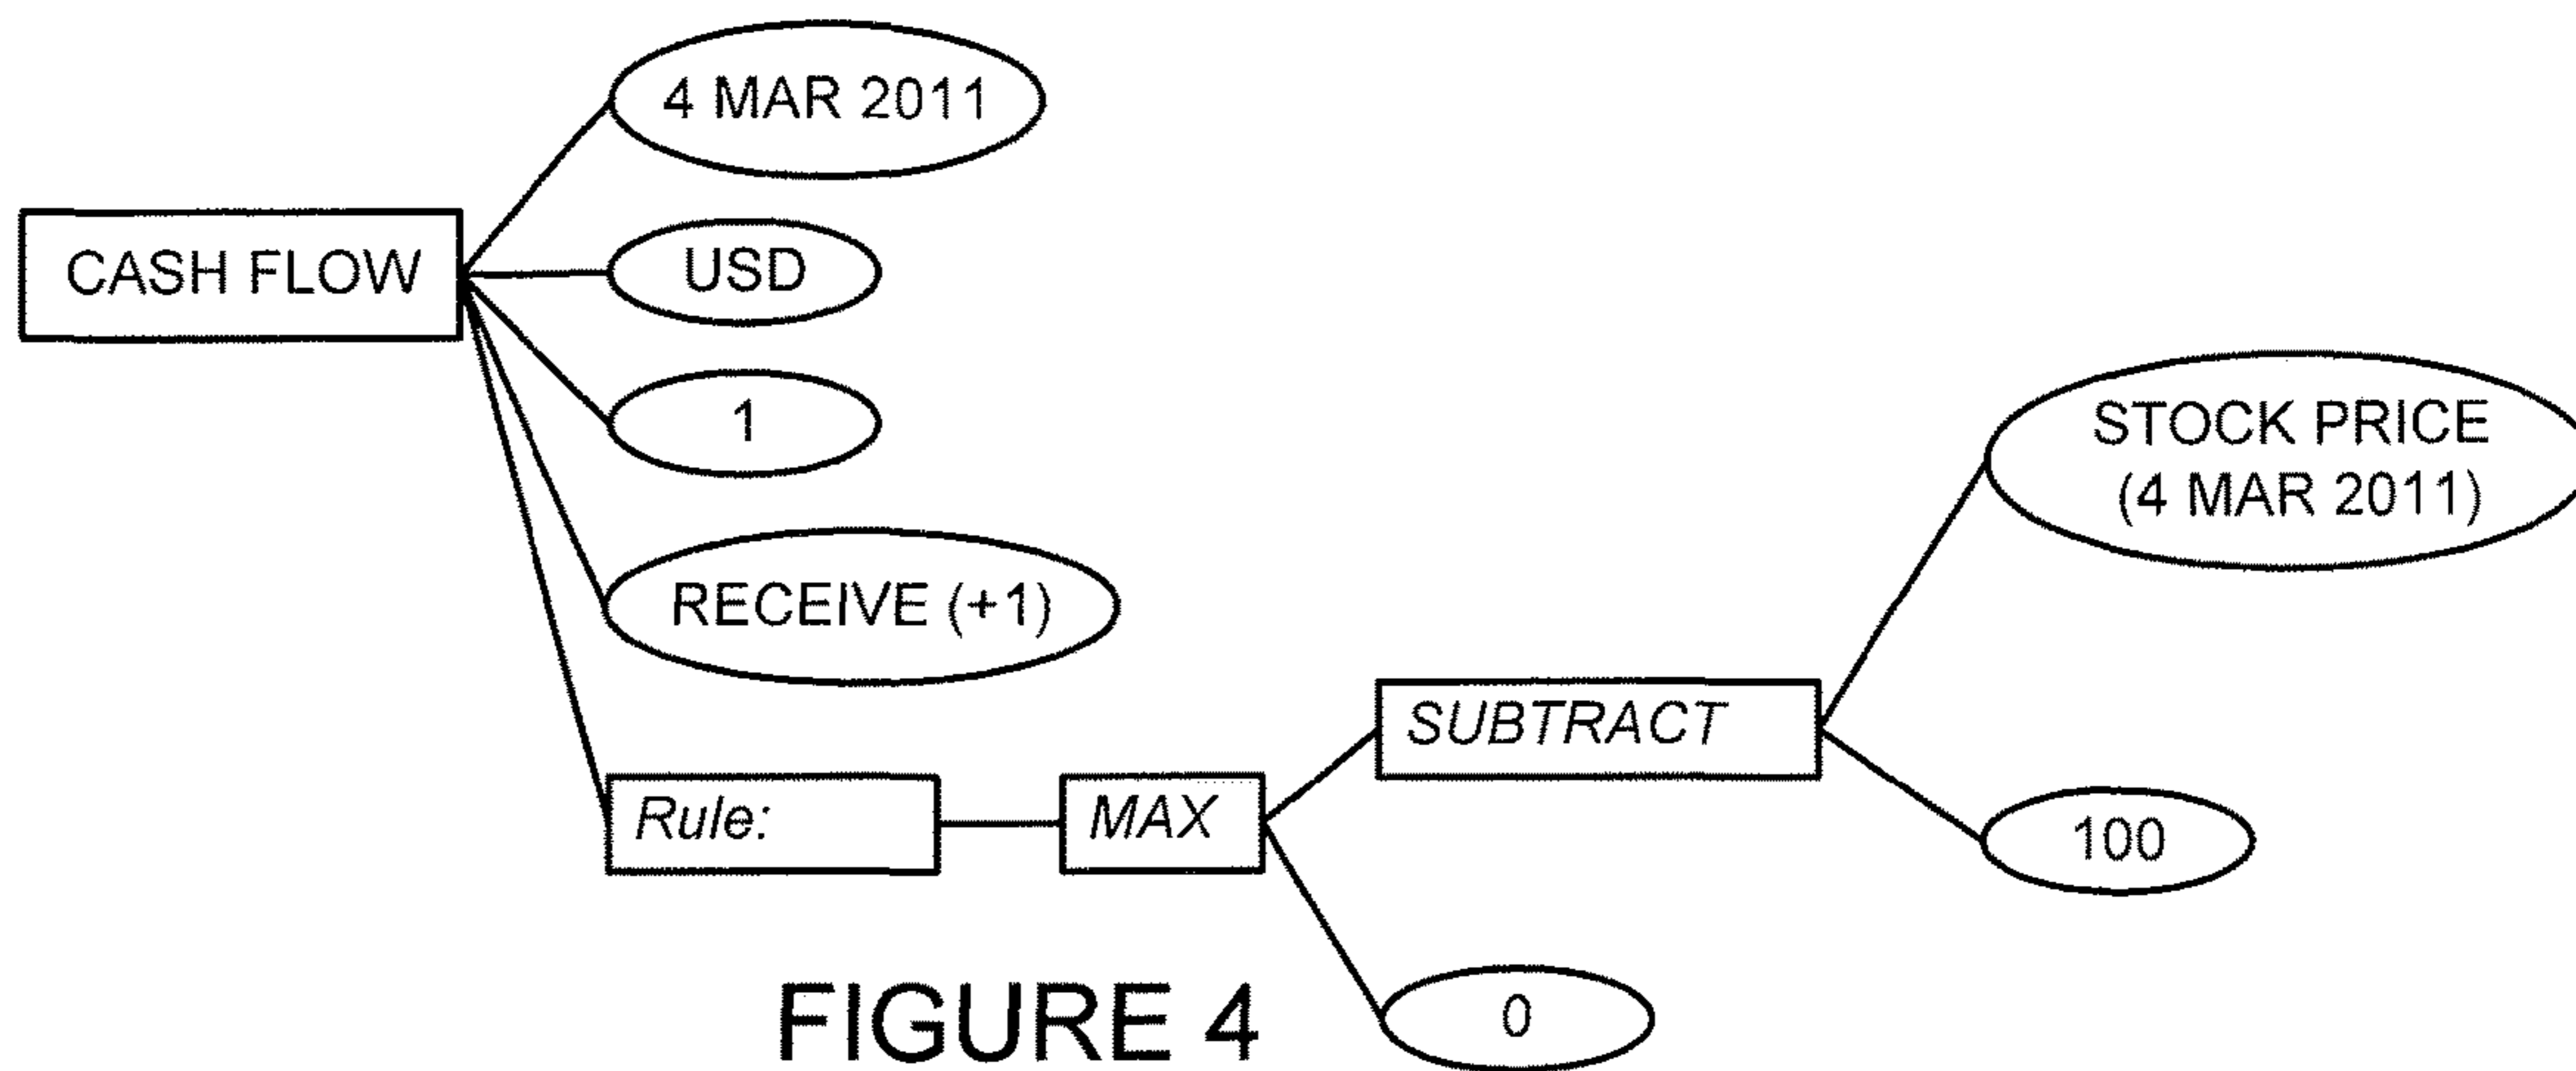 4 MAR 2011
CASH FLOW
USD
1
RECEIVE (+1)
STOCK PRICE
(4 MAR 2011)
SUBTRACT
Rule:
MAX
100
0
FIGURE 4